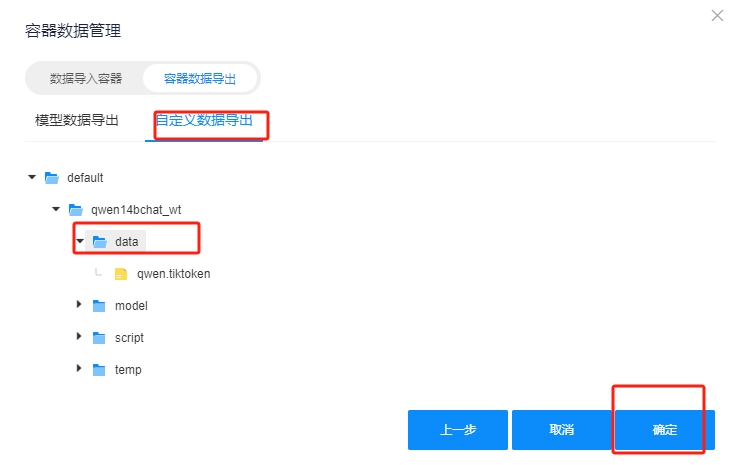 容器数据管理
数据导入容器 容器数据导出
模型数据导出 自定义数据导出
default
qwen14bchat_wt
data
qwen.tiktoken
model
script
temp
上一步 取消 确定